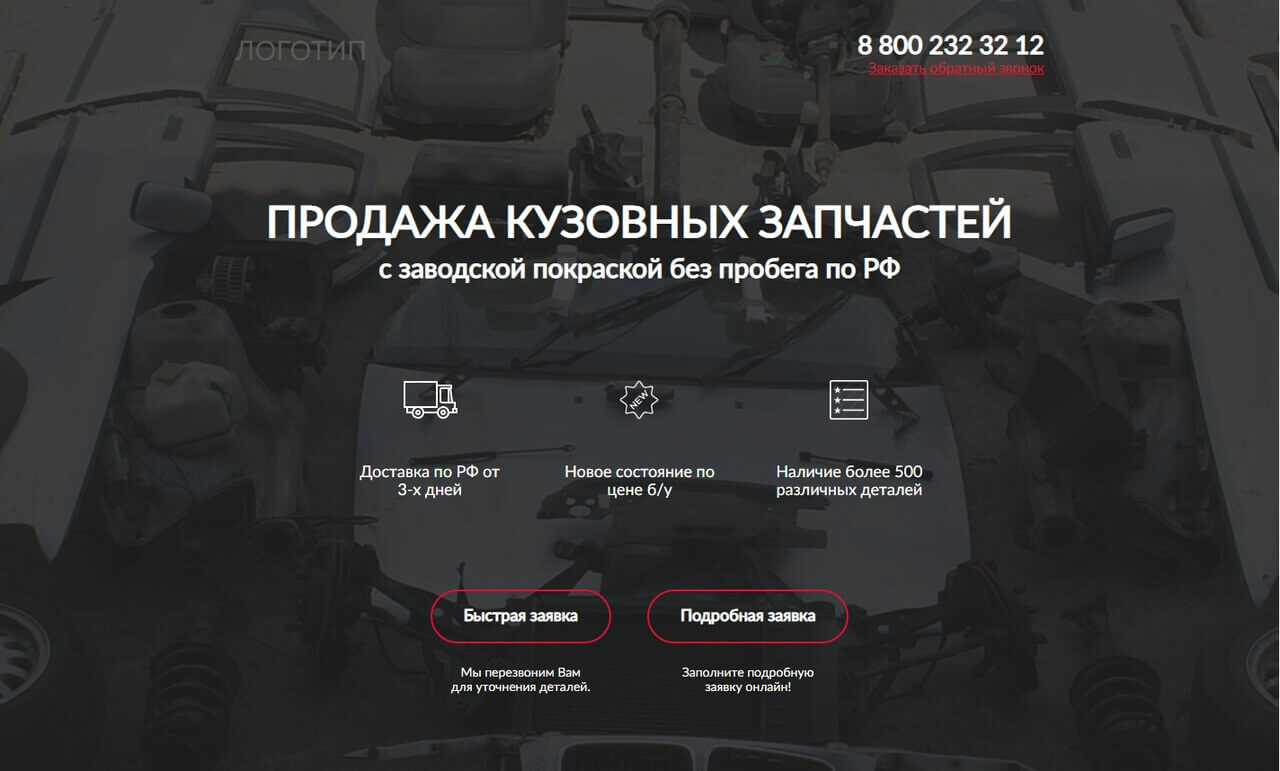 ЛОГОТИП
8 800 232 32 12
Заказать обратный звонок
ПРОДАЖА КУЗОВНЫХ ЗАПЧАСТЕЙ
с заводской покраской без пробега по РФ
NEW
Доставка по РФ от
3-х дней
Новое состояние по
цене б/у
Наличие более 500
различных деталей
Быстрая заявка
Подробная заявка
Мы перезвоним Вам
для уточнения деталей.
Заполните подробную
заявку онлайн!